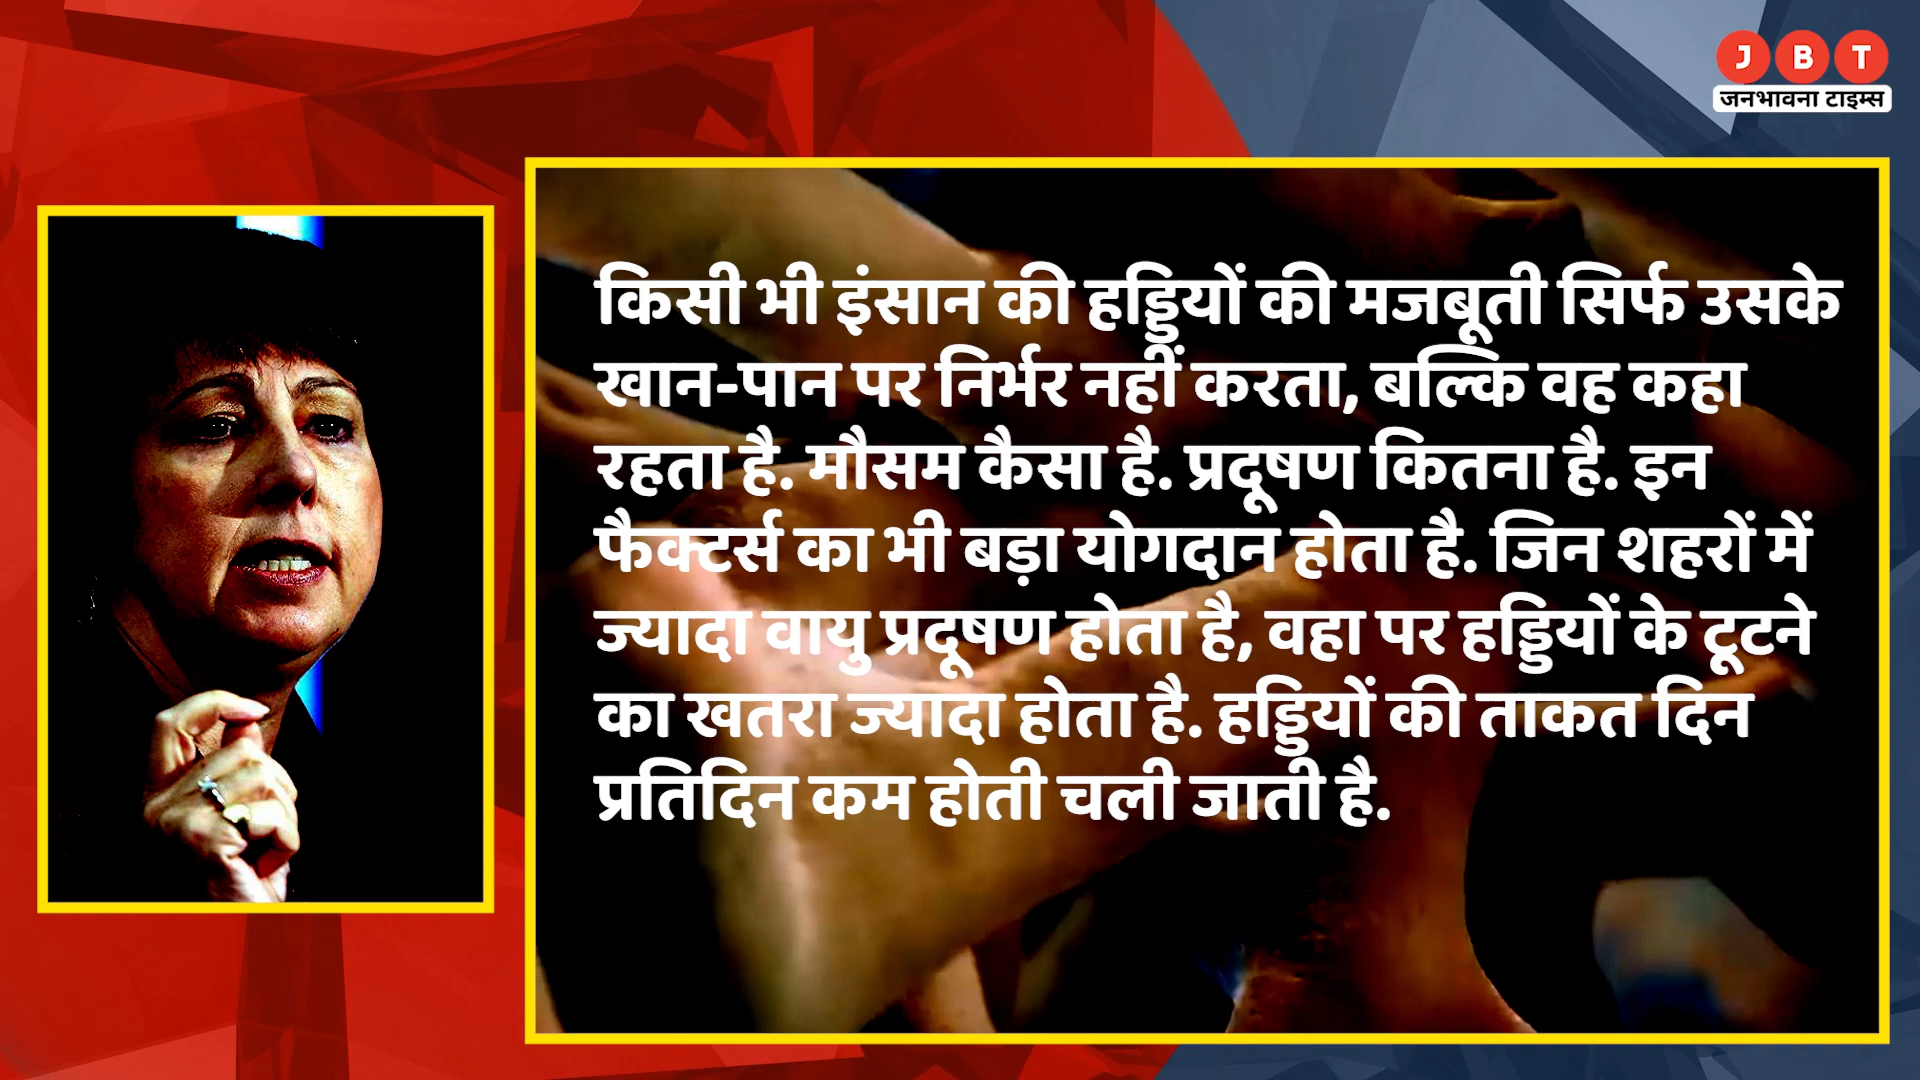 J B T
जनभावना टाइम्स
किसी भी इंसान की हड्डियों की मजबूती सिर्फ उसके
खान-पान पर निर्भर नहीं करता, बल्कि वह कहा
रहता है. मौसम कैसा है. प्रदूषण कितना है. इन
फैक्टर्स का भी बड़ा योगदान होता है. जिन शहरों में
ज्यादा वायु प्रदूषण होता है, वहा पर हड्डियों के टूटने
का खतरा ज्यादा होता है. हड्डियों की ताकत दिन
प्रतिदिन कम होती चली जाती है.